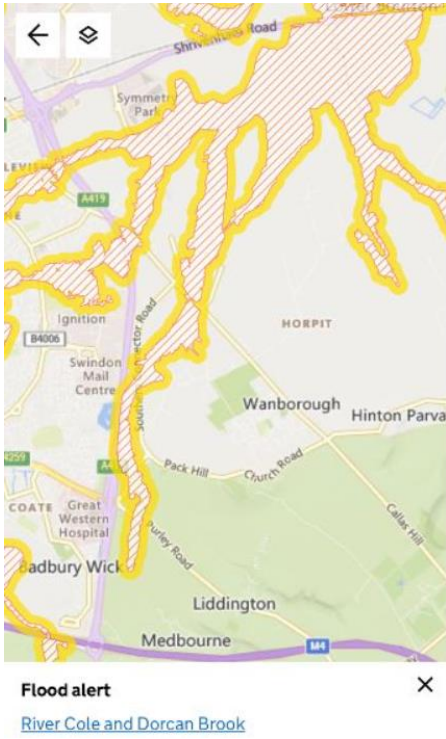 Shrivenham Road
Symmetry
Park
A419
Ignition
B4006
HORPIT
Swindon
Mail
Centre
Wanborough
Hinton Parva
Pack Hill
Church Road
COATE
Great
Western
Hospital
Callas Hill
Badbury Wick
Liddington
Medbourne
M4
Flood alert
River Cole and Dorcan Brook